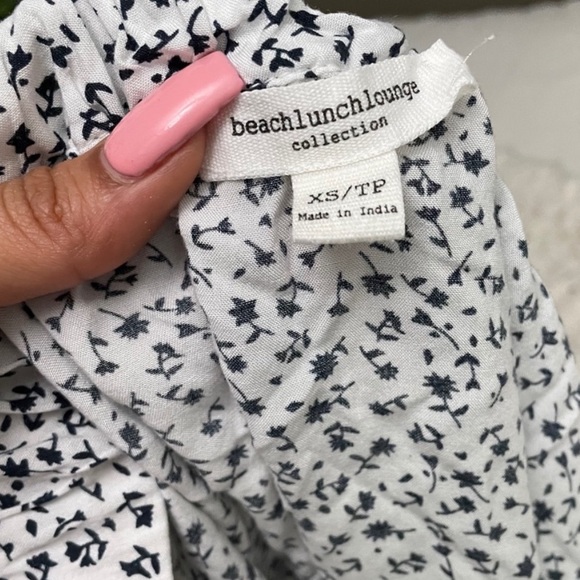 beachlunchlounge
collection
XS/TP
Made in India